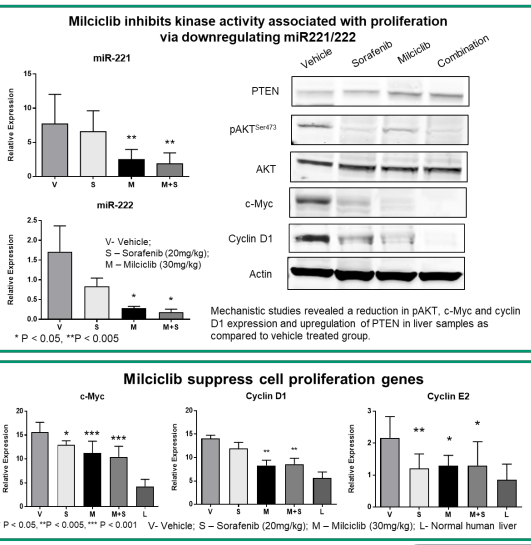 Milciclib inhibits kinase activity associated with proliferation
via downregulating miR221/222
miR-221
Relative Expression
15
10
5
0
** **
V S M M+S
miR-222
Relative Expression
2.5
2.0
1.5
1.0
0.5
0.0
V- Vehicle;
S – Sorafenib (20mg/kg);
M – Milciclib (30mg/kg)
* *
V S M M+S
* P < 0.05, **P < 0.005
Vehicle Sorafenib Milciclib Combination
PTEN
pAKTSer473
AKT
c-Myc
Cyclin D1
Actin
Mechanistic studies revealed a reduction in pAKT, c-Myc and cyclin
D1 expression and upregulation of PTEN in liver samples as
compared to vehicle treated group.
Milciclib suppress cell proliferation genes
c-Myc
Relative Expression
20
15
10
5
0
* *** ***
V S M M+S L
Cyclin D1
Relative Expression
20
15
10
5
0
** **
V S M M+S L
Cyclin E2
Relative Expression
3
2
1
0
** * *
V S M M+S L
P < 0.05, **P < 0.005, *** P < 0.001 V- Vehicle; S – Sorafenib (20mg/kg); M – Milciclib (30mg/kg); L- Normal human liver